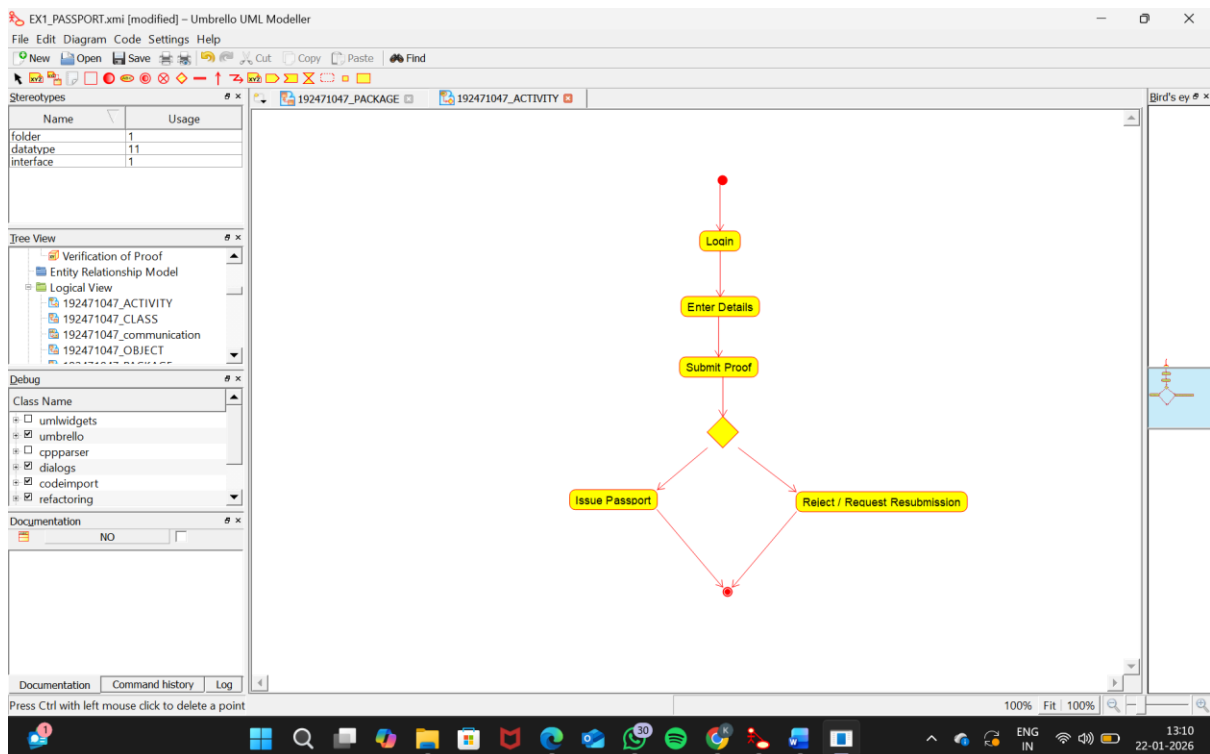 EX1_PASSPORT.xmi [modified] – Umbrello UML Modeller
File Edit Diagram Code Settings Help
New Open Save Cut Copy Paste Find
Stereotypes
192471047_PACKAGE 192471047_ACTIVITY
Bird's ey
Name Usage
folder 1
datatype 11
interface 1
Tree View
Verification of Proof
Entity Relationship Model
Logical View
192471047_ACTIVITY
192471047_CLASS
192471047_communication
192471047_OBJECT
Debug
Class Name
umlwidgets
umbrello
cppparser
dialogs
codeimport
refactoring
Documentation
NO
Login
Enter Details
Submit Proof
Issue Passport
Reject / Request Resubmission
Documentation Command history Log
Press Ctrl with left mouse click to delete a point
100% Fit 100%
1
30
ENG
IN
13:10
22-01-2026